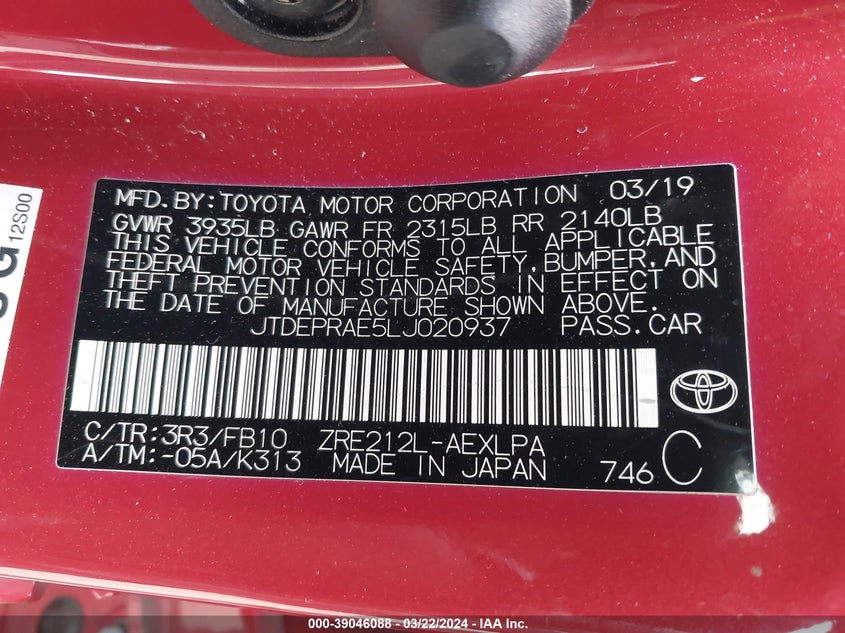 MFD.BY:TOYOTA MOTOR CORPORATION 03/19
GVWR 3935LB GAWR FR 2315LB RR 2140LB
THIS VEHICLE CONFORMS TO ALL APPLICABLE
FEDERAL MOTOR VEHICLE SAFETY,BUMPER,AND
THEFT PREVENTION STANDARDS IN EFFECT ON
THE DATE OF MANUFACTURE SHOWN ABOVE.
JTDEPRAE5LJ020937 PASS.CAR
C/TR:3R3/FB10 ZRE212L-AEXLPA
A/TM:-05A/K313 MADE IN JAPAN 746 C
12S00
000-39046088 - 03/22/2024 - IAA Inc.